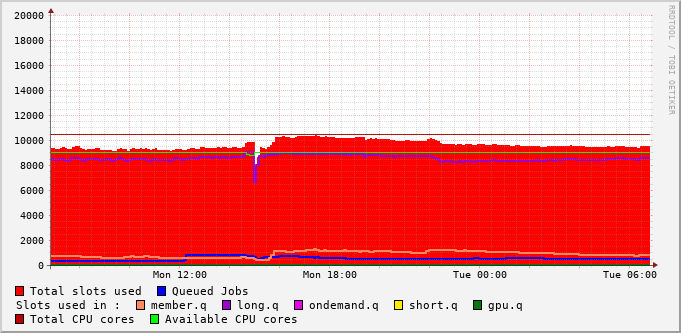 20000
18000
16000
14000
12000
10000
8000
6000
4000
2000
0
Mon 12:00 Mon 18:00 Tue 00:00 Tue 06:00
RRDTOOL / TOBI OETIKER
Total slots used Queued Jobs
Slots used in : member.q long.q ondemand.q short.q gpu.q
Total CPU cores Available CPU cores